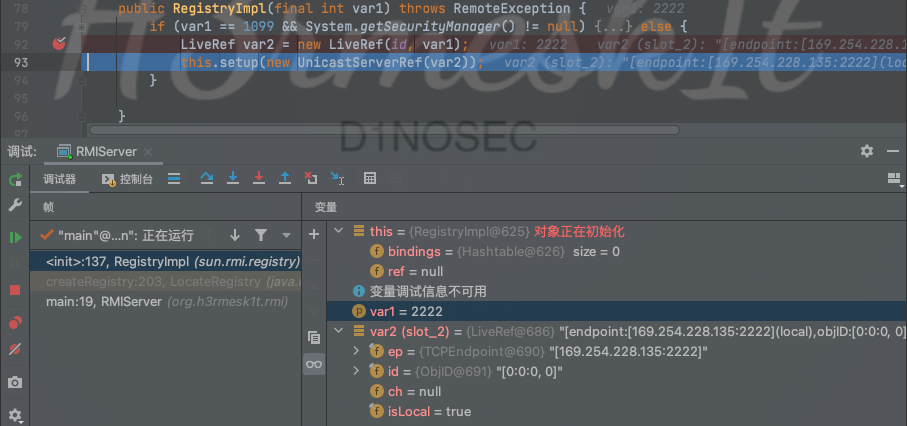 78 public RegistryImpl(final int var1) throws RemoteException { var1: 2222
79 if (var1 == 1099 && System.getSecurityManager() != null) {...} else {
92 LiveRef var2 = new LiveRef(id, var1); var1: 2222 var2 (slot_2): "[endpoint:[169.254.228.1
93 this.setup(new UnicastServerRef(var2)); var2 (slot_2): "[endpoint:[169.254.228.135:2222](loc
94 }
95
96 }
97
H3rmesk1t
D1NOSEC
调试: RMIServer ×
调试器 控制台
帧
"main"@...n": 正在运行
<init>:137, RegistryImpl (sun.rmi.registry)
createRegistry:203, LocateRegistry (java.r
main:19, RMIServer (org.h3rmesk1t.rmi)
变量
this = {RegistryImpl@625} 对象正在初始化
bindings = {Hashtable@626} size = 0
ref = null
变量调试信息不可用
var1 = 2222
var2 (slot_2) = {LiveRef@686} "[endpoint:[169.254.228.135:2222](local),objID:[0:0:0, 0]
ep = {TCPEndpoint@690} "[169.254.228.135:2222]"
id = {ObjID@691} "[0:0:0, 0]"
ch = null
isLocal = true